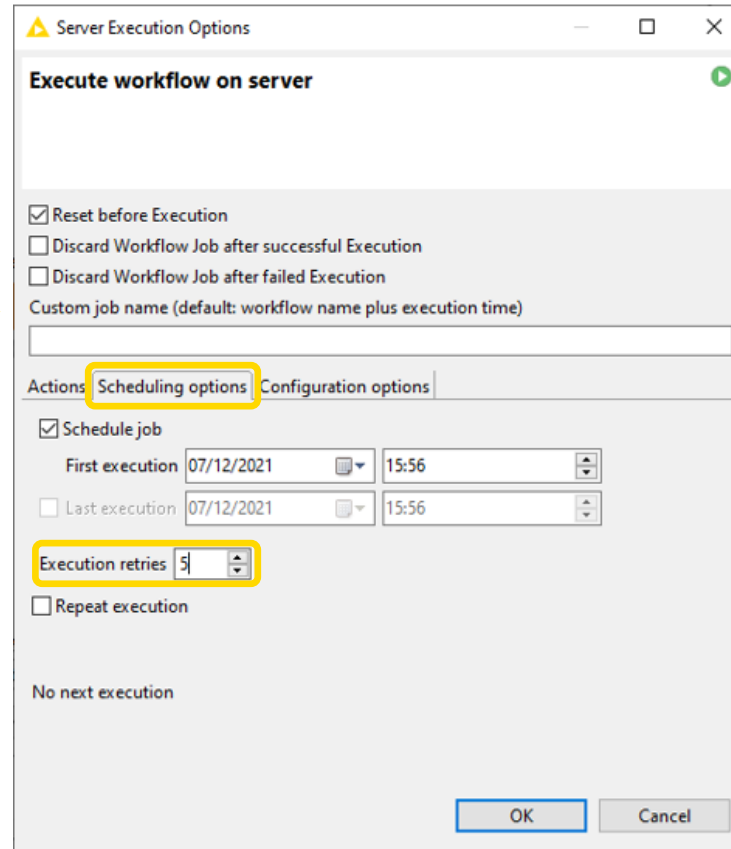 Server Execution Options
Execute workflow on server
Reset before Execution
Discard Workflow Job after successful Execution
Discard Workflow Job after failed Execution
Custom job name (default: workflow name plus execution time)
Actions Scheduling options Configuration options
Schedule job
First execution 07/12/2021 15:56
Last execution 07/12/2021 15:56
Execution retries 5
Repeat execution
No next execution
OK Cancel